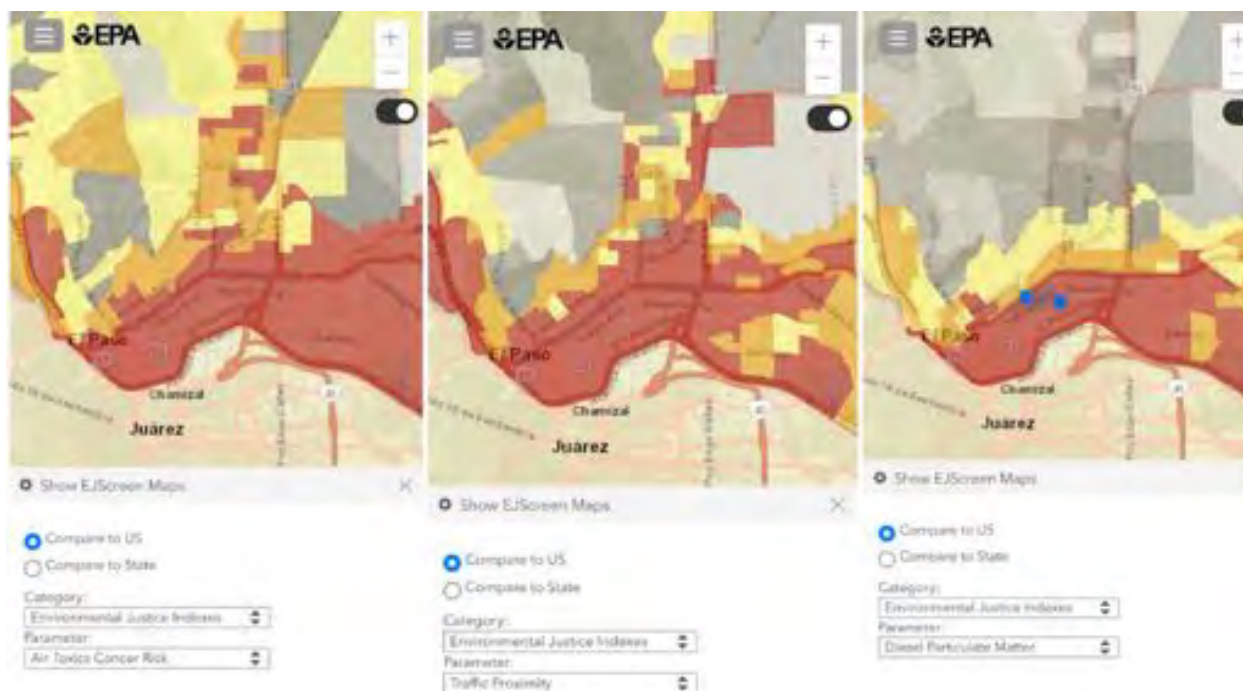 EPA
El Paso
Chamizal
Juárez
Show EJScreen Maps
Compare to US
Compare to State
Category:
Environmental Justice Indexes
Parameter:
Air Toxics Cancer Risk
EPA
El Paso
Chamizal
Juárez
Show EJScreen Maps
Compare to US
Compare to State
Category:
Environmental Justice Indexes
Parameter:
Traffic Proximity
EPA
El Paso
Chamizal
Juárez
Show EJScreen Maps
Compare to US
Compare to State
Category:
Environmental Justice Indexes
Parameter:
Diesel Particulate Matter